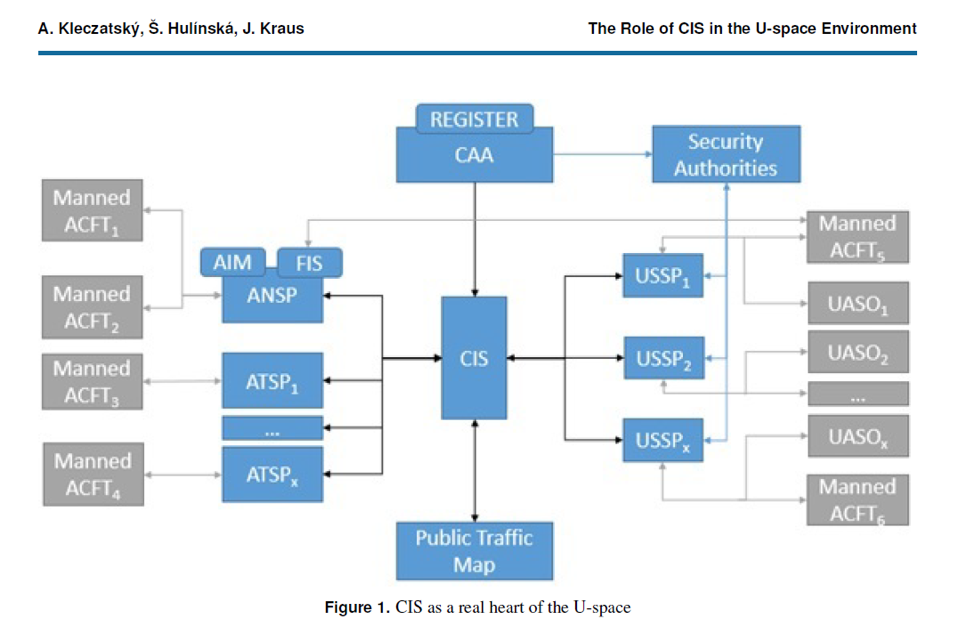 A. Kleczatský, Š. Hulínská, J. Kraus
The Role of CIS in the U-space Environment
REGISTER
CAA
Security
Authorities
Manned
ACFT₁
Manned
ACFT₂
Manned
ACFT₃
Manned
ACFT₄
AIM
FIS
ANSP
ATSP₁
...
ATSPₓ
CIS
Public Traffic
Map
USSP₁
USSP₂
USSPₓ
Manned
ACFT₅
UASO₁
UASO₂
...
UASOₓ
Manned
ACFT₆
Figure 1. CIS as a real heart of the U-space